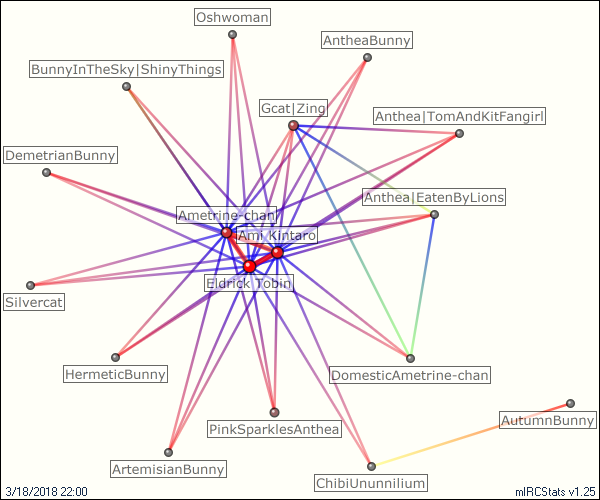 Oshwoman
AntheaBunny
BunnyInTheSky|ShinyThings
Gcat|Zing
Anthea|TomAndKitFangirl
DemetrianBunny
Anthea|EatenByLions
Ametrine-chan
Ami Kintaro
Eldrick Tobin
Silvercat
HermeticBunny
DomesticAmetrine-chan
AutumnBunny
PinkSparklesAnthea
ArtemisianBunny
ChibiUnunnilium
3/18/2018 22:00
mIRCStats v1.25